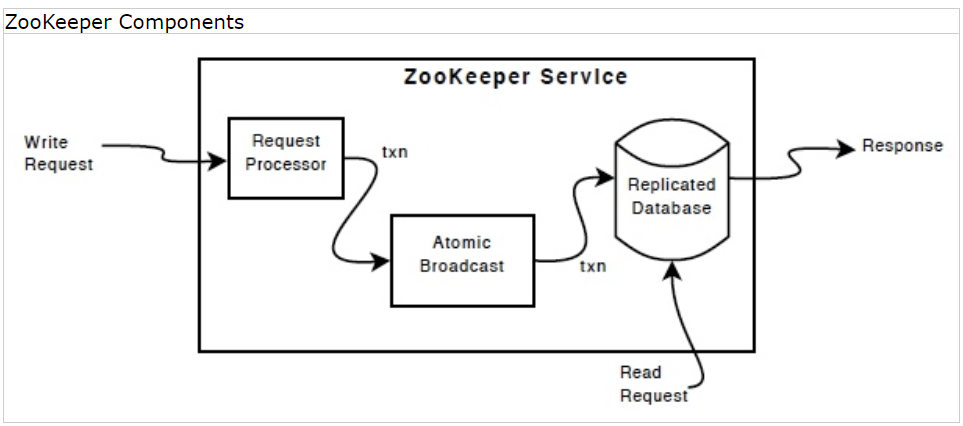 ZooKeeper Components
ZooKeeper Service
Write
Request
Request
Processor
txn
Atomic
Broadcast
txn
Replicated
Database
Response
Read
Request